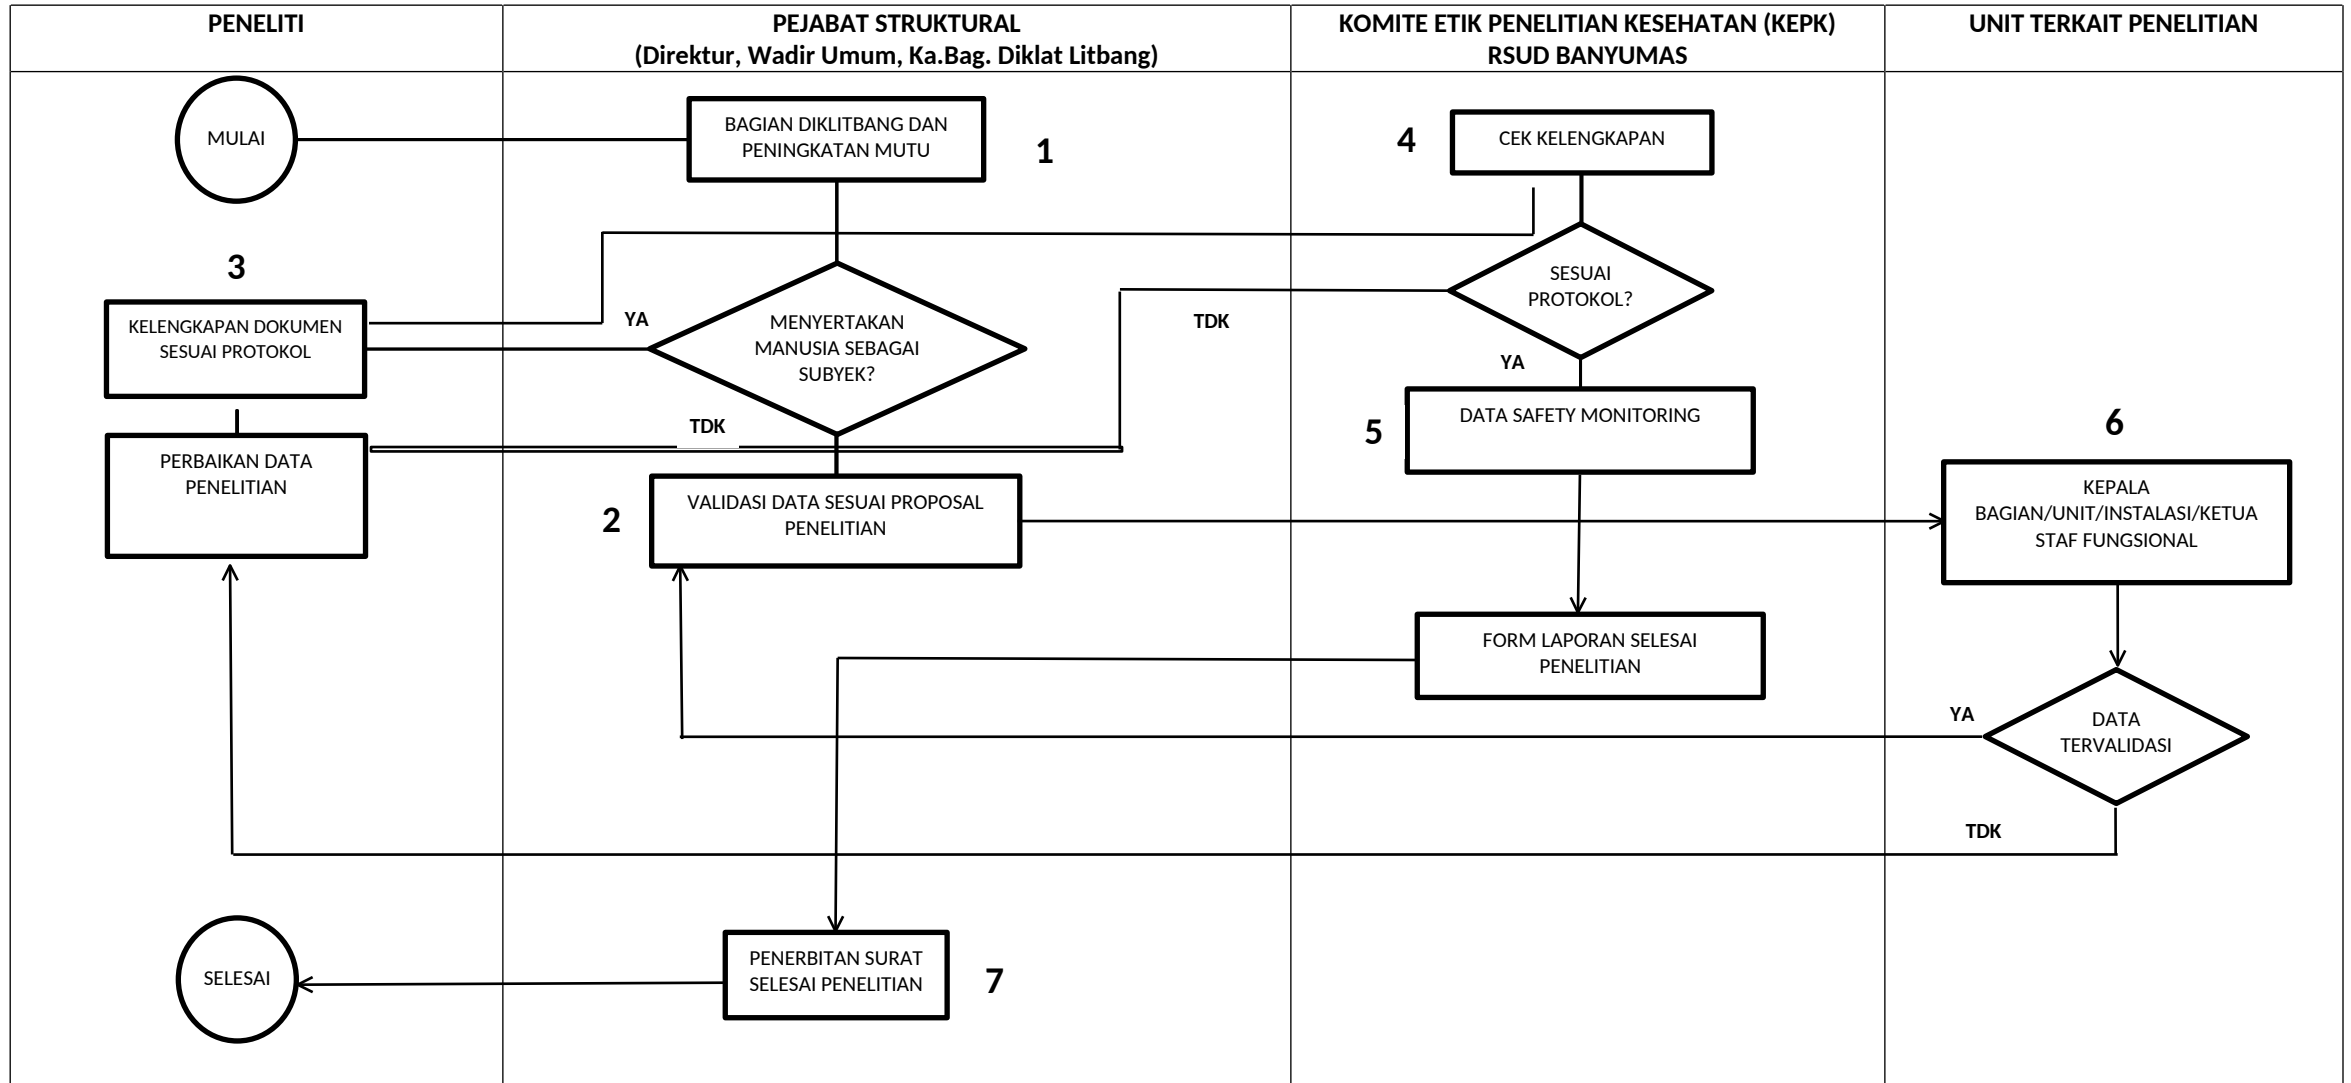 PENELITI
PEJABAT STRUKTURAL
(Direktur, Wadir Umum, Ka.Bag. Diklat Litbang)
KOMITE ETIK PENELITIAN KESEHATAN (KEPK)
RSUD BANYUMAS
UNIT TERKAIT PENELITIAN
MULAI
BAGIAN DIKLITBANG DAN
PENINGKATAN MUTU
1
4
CEK KELENGKAPAN
3
KELENGKAPAN DOKUMEN
SESUAI PROTOKOL
YA
MENYERTAKAN
MANUSIA SEBAGAI
SUBYEK?
TDK
SESUAI
PROTOKOL?
YA
TDK
PERBAIKAN DATA
PENELITIAN
2
VALIDASI DATA SESUAI PROPOSAL
PENELITIAN
5
DATA SAFETY MONITORING
6
KEPALA
BAGIAN/UNIT/INSTALASI/KETUA
STAF FUNGSIONAL
FORM LAPORAN SELESAI
PENELITIAN
YA
DATA
TERVALIDASI
TDK
SELESAI
PENERBITAN SURAT
SELESAI PENELITIAN
7